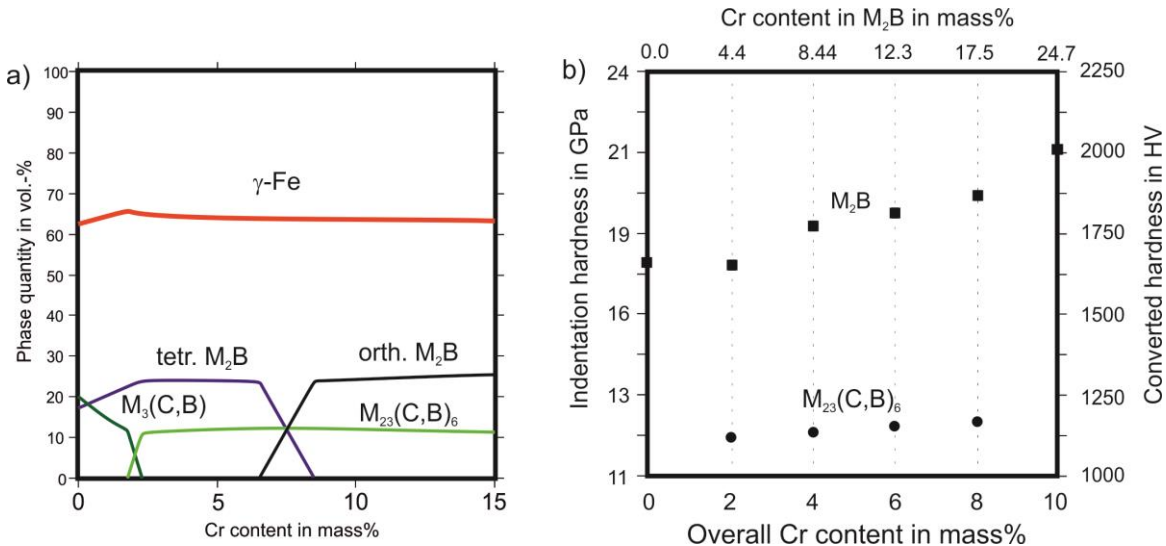 a)
100
90
80
70
60
50
40
30
20
10
0
Phase quantity in vol.-%
γ-Fe
tetr. M₂B
orth. M₂B
M₃(C,B)
M₂₃(C,B)₆
0 5 10 15
Cr content in mass%
b)
Cr content in M₂B in mass%
0.0 4.4 8.44 12.3 17.5 24.7
24
21
19
16
13
11
Indentation hardness in GPa
M₂B
M₂₃(C,B)₆
2250
2000
1750
1500
1250
1000
Converted hardness in HV
0 2 4 6 8 10
Overall Cr content in mass%